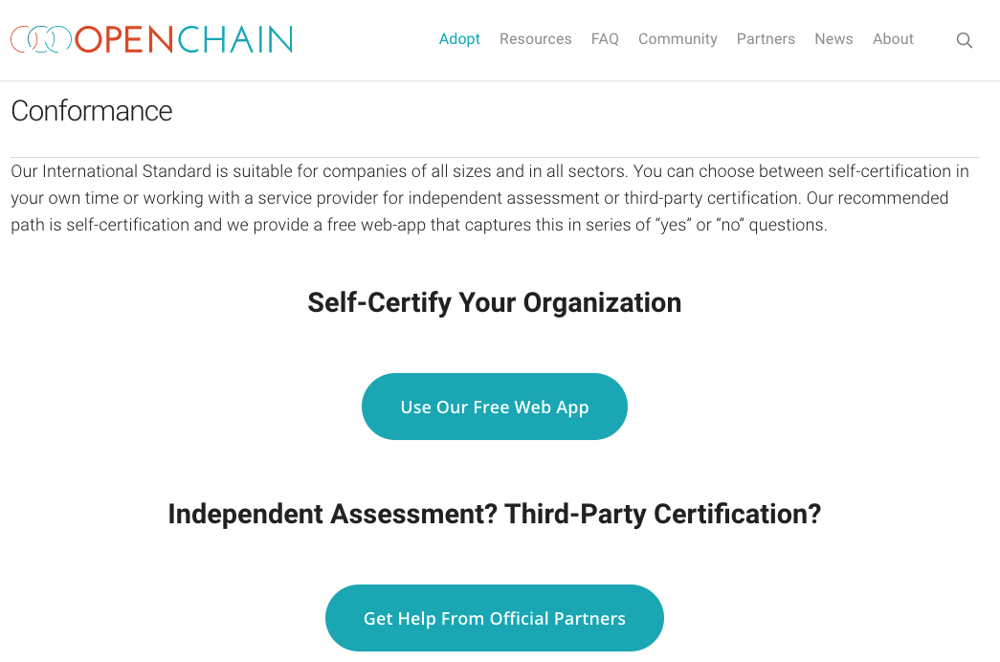 OPENCHAIN
Adopt Resources FAQ Community Partners News About
Conformance
Our International Standard is suitable for companies of all sizes and in all sectors. You can choose between self-certification in
your own time or working with a service provider for independent assessment or third-party certification. Our recommended
path is self-certification and we provide a free web-app that captures this in series of “yes” or “no” questions.
Self-Certify Your Organization
Use Our Free Web App
Independent Assessment? Third-Party Certification?
Get Help From Official Partners